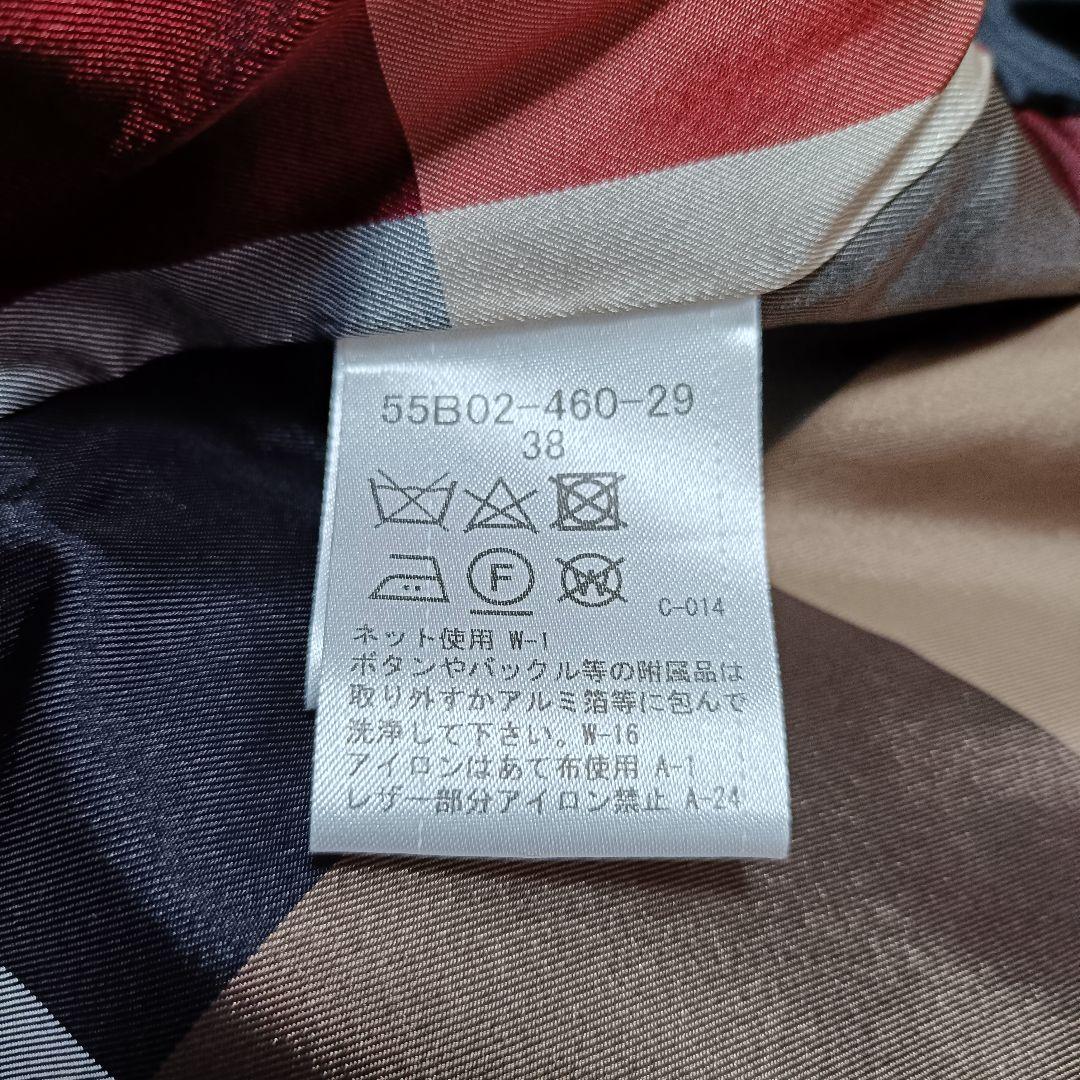 55B02-460-29
38
F W
C-014
ネット使用 W-1
ボタンやバックル等の附属品は
取り外すかアルミ箔等に包んで
洗浄して下さい。W-16
アイロンはあて布使用 A-1
レザー部分アイロン禁止 A-24